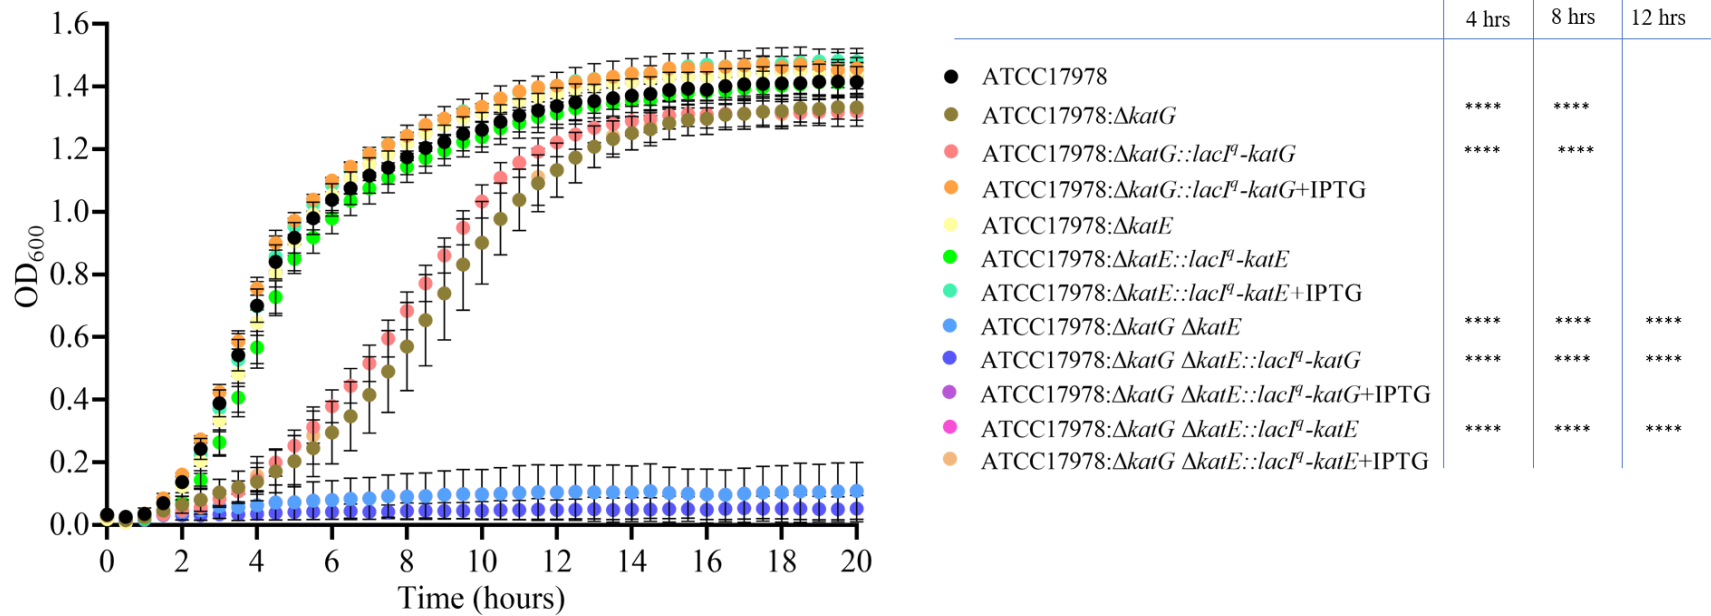 1.6
1.4
1.2
1.0
0.8
0.6
0.4
0.2
0.0
OD600
0 2 4 6 8 10 12 14 16 18 20
Time (hours)
4 hrs 8 hrs 12 hrs
ATCC17978
ATCC17978:ΔkatG **** ****
ATCC17978:ΔkatG::lacIq-katG **** ****
ATCC17978:ΔkatG::lacIq-katG+IPTG
ATCC17978:ΔkatE
ATCC17978:ΔkatE::lacIq-katE
ATCC17978:ΔkatE::lacIq-katE+IPTG
ATCC17978:ΔkatG ΔkatE **** **** ****
ATCC17978:ΔkatG ΔkatE::lacIq-katG **** **** ****
ATCC17978:ΔkatG ΔkatE::lacIq-katG+IPTG
ATCC17978:ΔkatG ΔkatE::lacIq-katE **** **** ****
ATCC17978:ΔkatG ΔkatE::lacIq-katE+IPTG